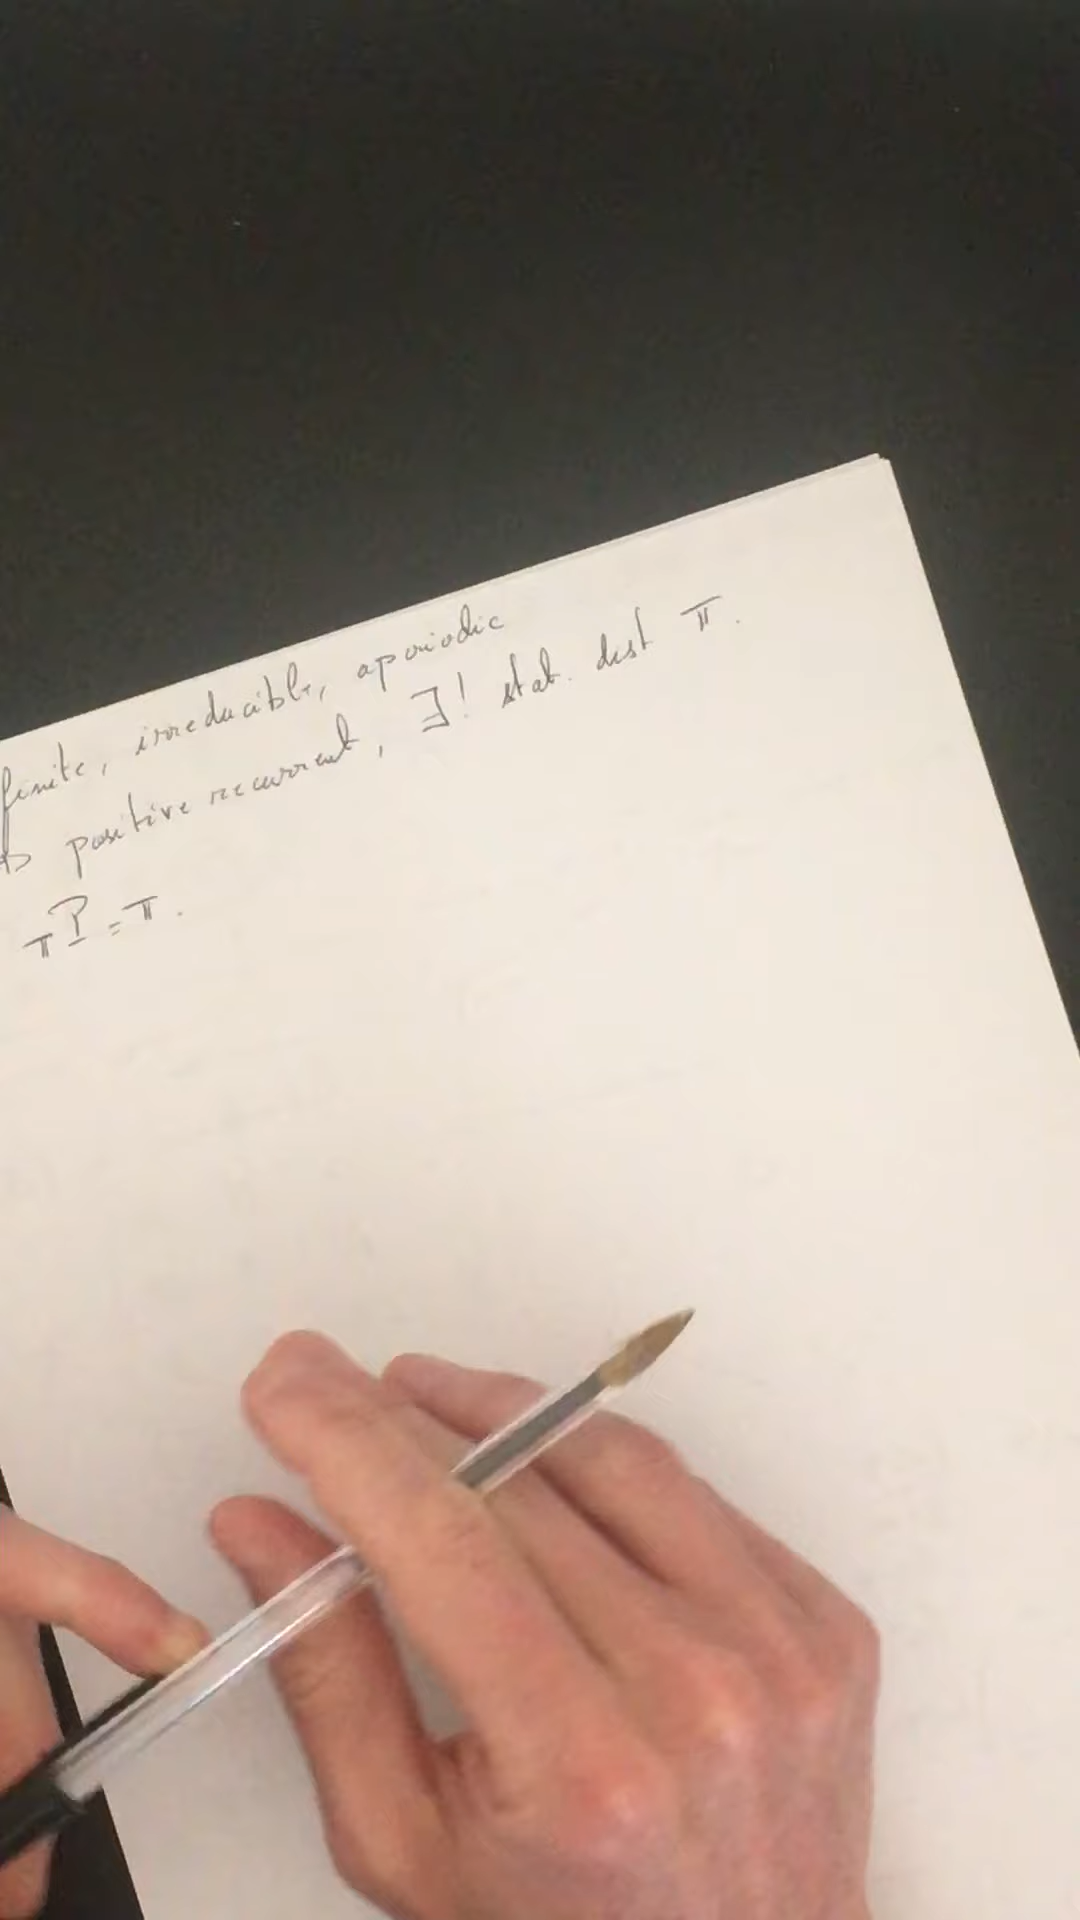 finite, irreducible, aperiodic
positive recurrent, ∃! stat. dist π.
πP=π.